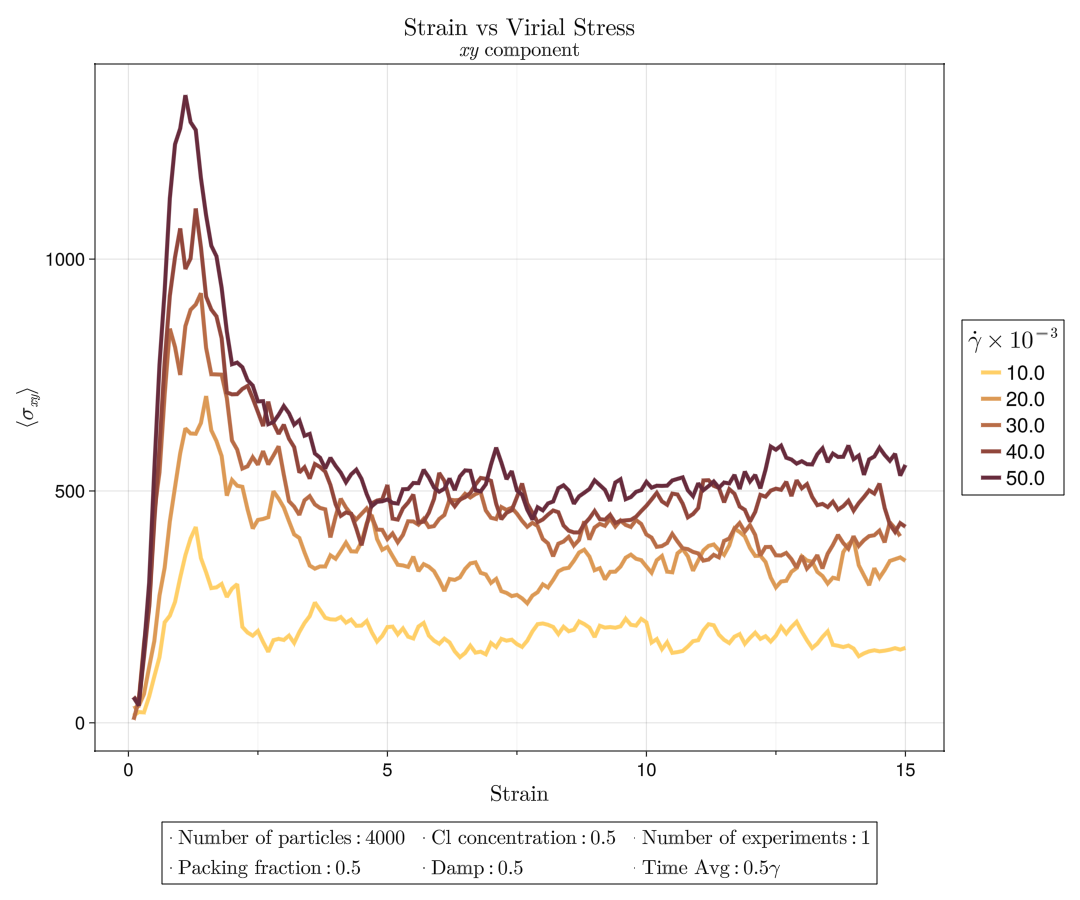 Strain vs Virial Stress
xy component
⟨σxy⟩
1000
500
0
0 5 10 15
Strain
γ̇ × 10⁻³
10.0
20.0
30.0
40.0
50.0
· Number of particles : 4000 · Cl concentration : 0.5 · Number of experiments : 1
· Packing fraction : 0.5 · Damp : 0.5 · Time Avg : 0.5γ